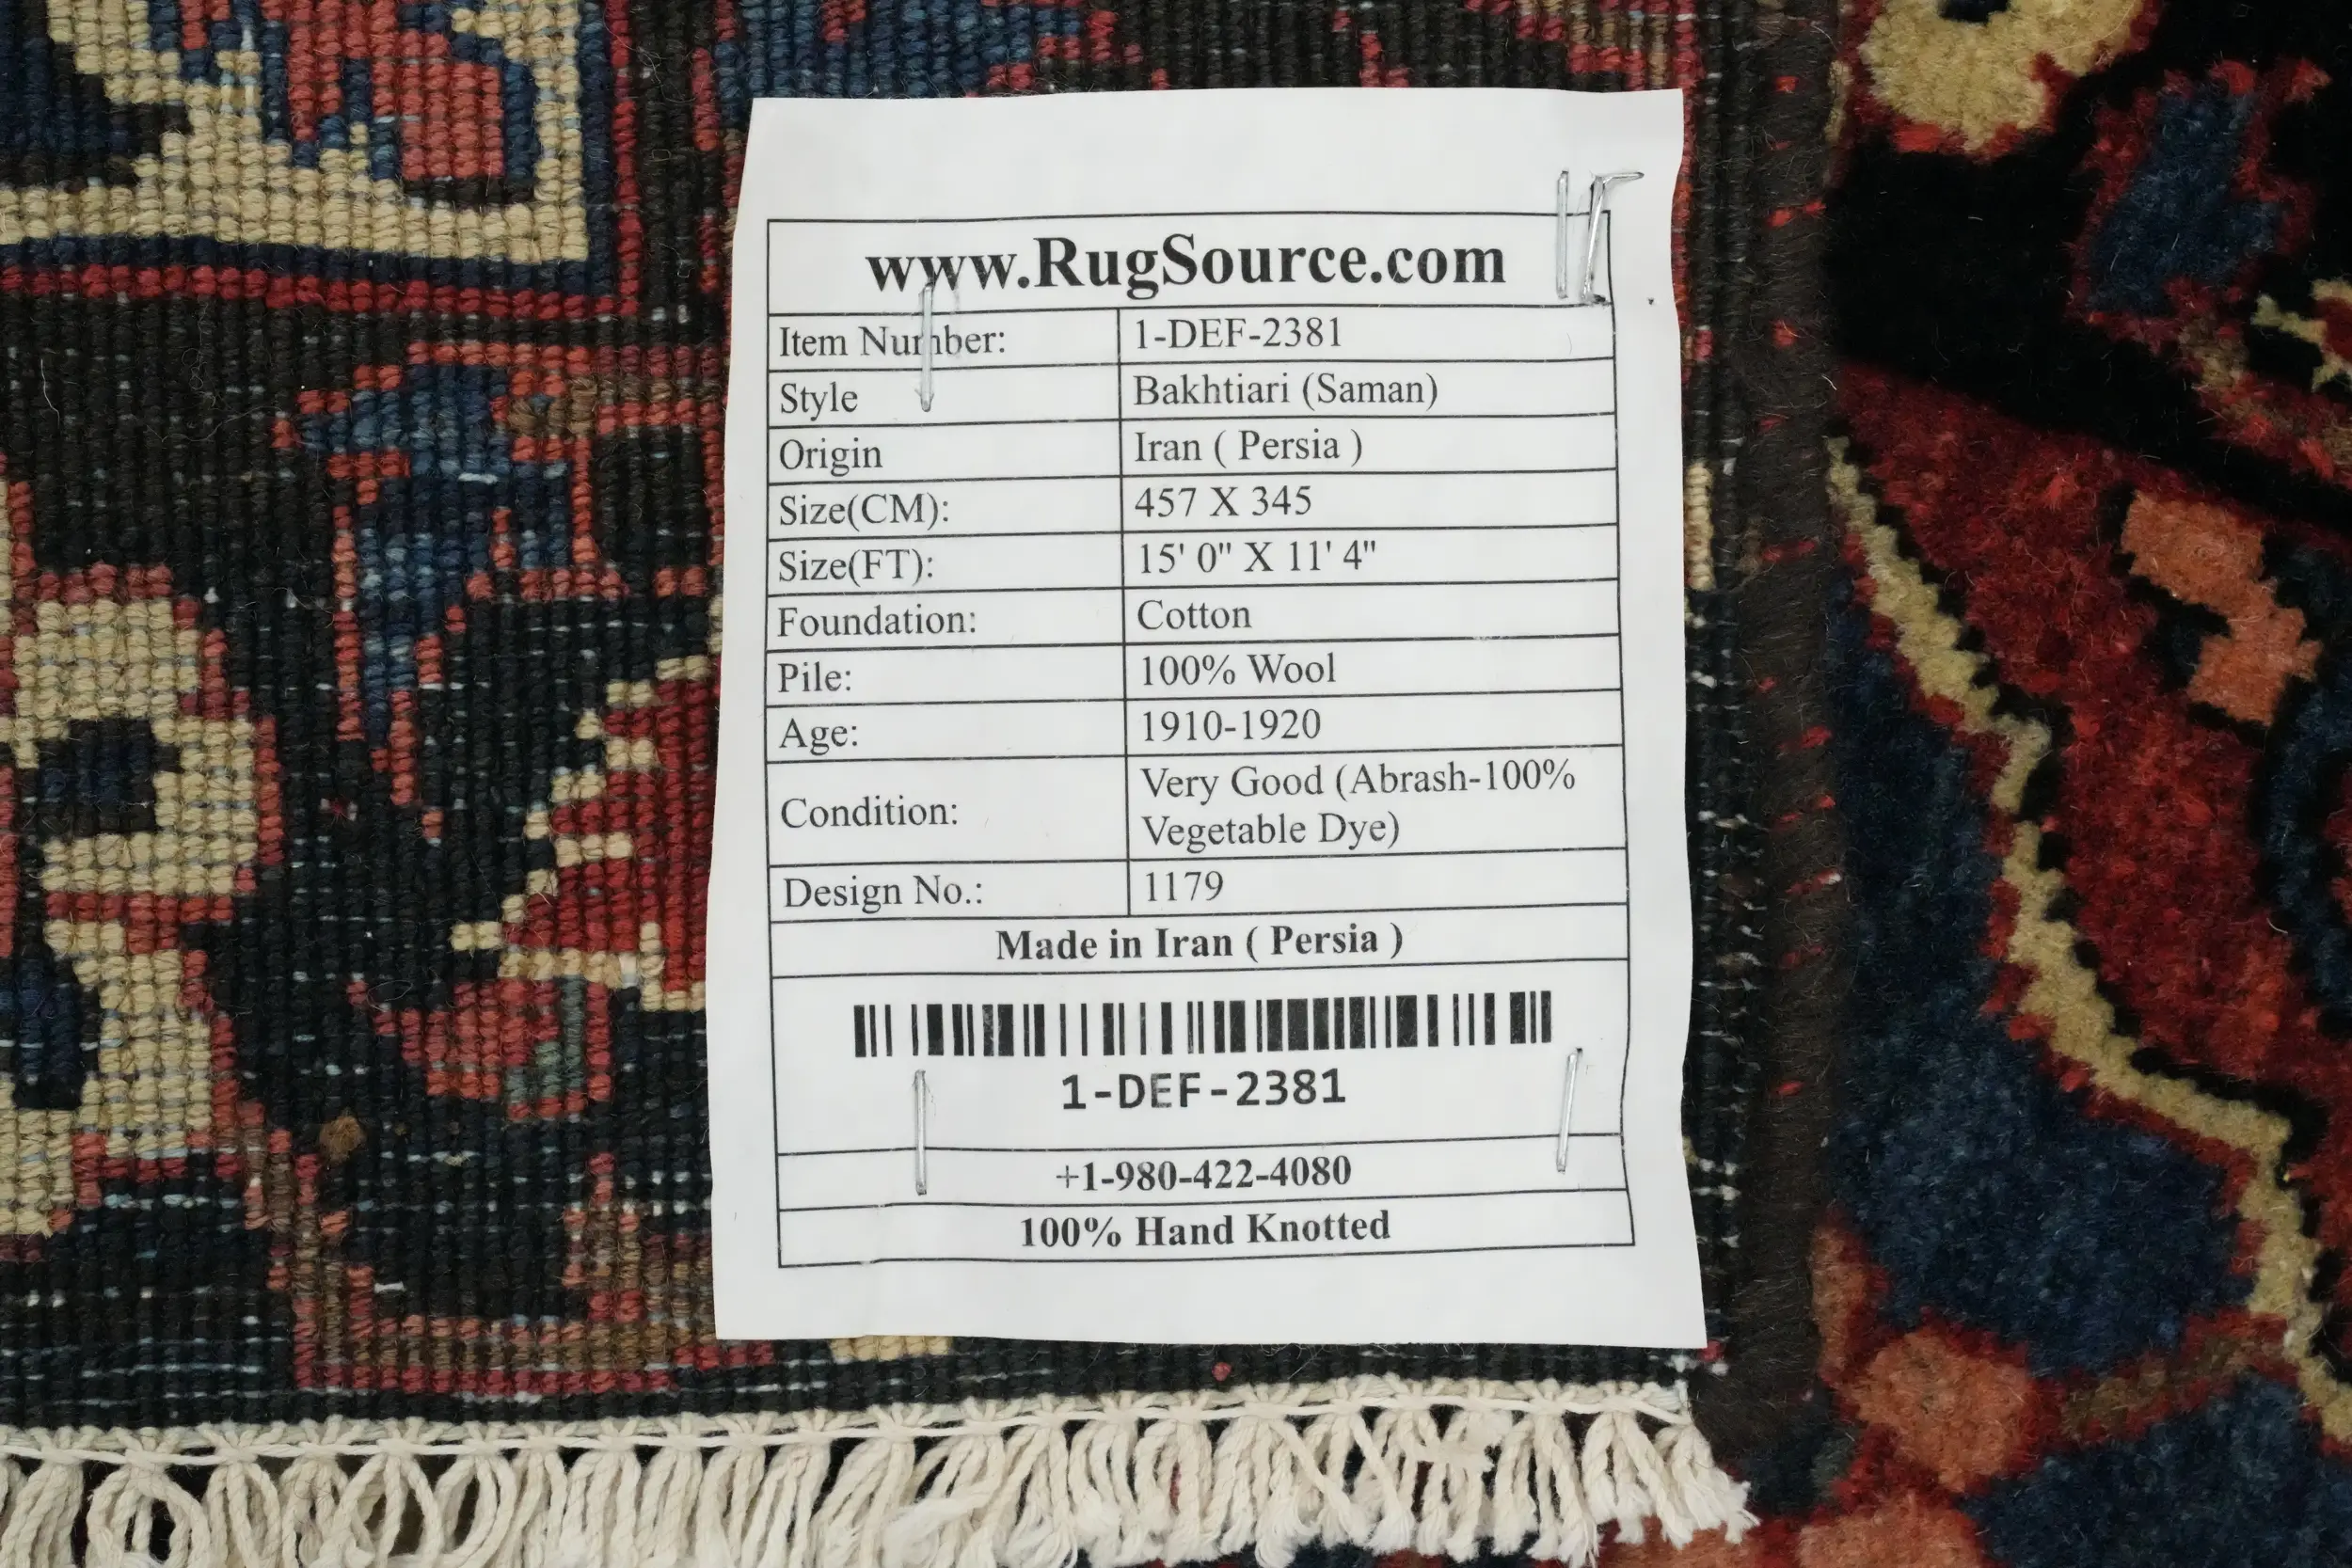 www.RugSource.com
Item Number: 1-DEF-2381
Style Bakhtiari (Saman)
Origin Iran ( Persia )
Size(CM): 457 X 345
Size(FT): 15' 0" X 11' 4"
Foundation: Cotton
Pile: 100% Wool
Age: 1910-1920
Condition: Very Good (Abrash-100%
Vegetable Dye)
Design No.: 1179
Made in Iran ( Persia )
1-DEF-2381
+1-980-422-4080
100% Hand Knotted